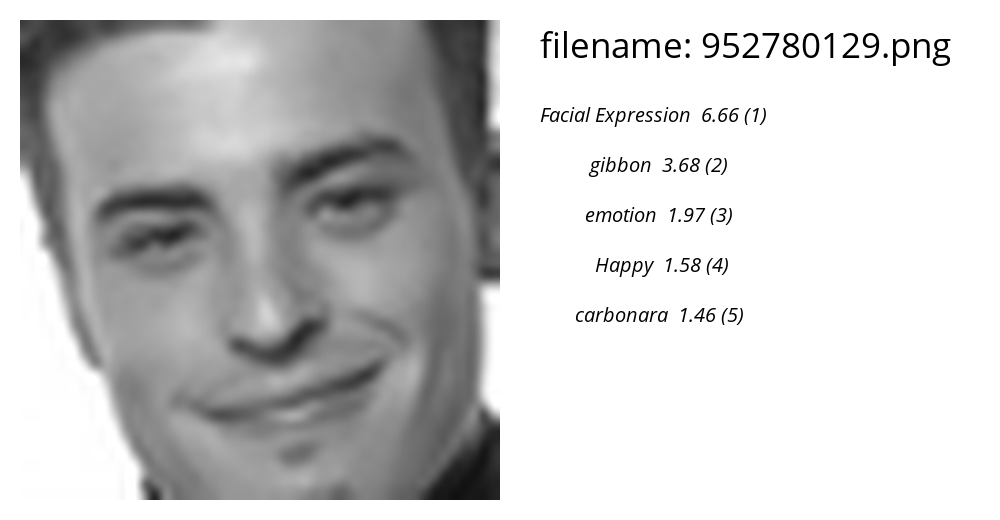 filename: 952780129.png
Facial Expression 6.66 (1)
gibbon 3.68 (2)
emotion 1.97 (3)
Happy 1.58 (4)
carbonara 1.46 (5)